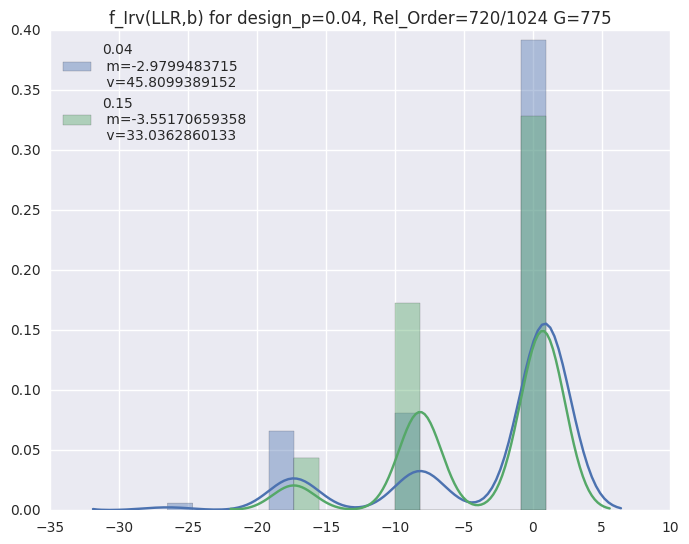 f_Irv(LLR,b) for design_p=0.04, Rel_Order=720/1024 G=775
0.40
0.35
0.30
0.25
0.20
0.15
0.10
0.05
0.00
0.04
m=-2.9799483715
v=45.8099389152
0.15
m=-3.55170659358
v=33.0362860133
−35 −30 −25 −20 −15 −10 −5 0 5 10